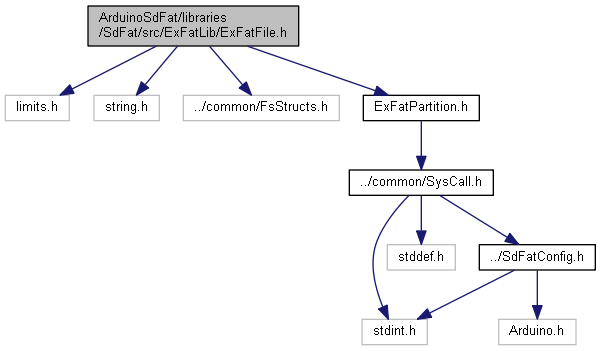 ArduinoSdFat/libraries
/SdFat/src/ExFatLib/ExFatFile.h
limits.h
string.h
../common/FsStructs.h
ExFatPartition.h
../common/SysCall.h
stddef.h
../SdFatConfig.h
stdint.h
Arduino.h